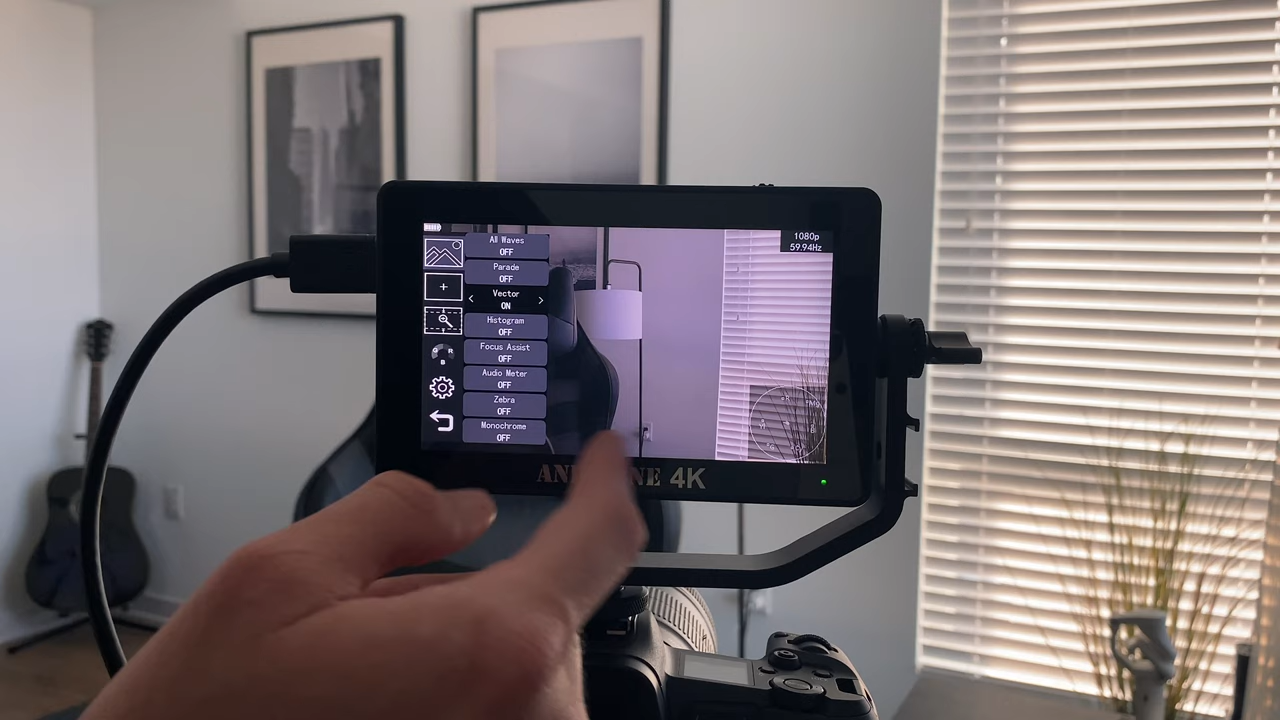 All Waves
OFF
Parade
OFF
Vector
ON
Histogram
OFF
Focus Assist
OFF
Audio Meter
OFF
Zebra
OFF
Monochrome
OFF
1080p
59.94Hz
4K